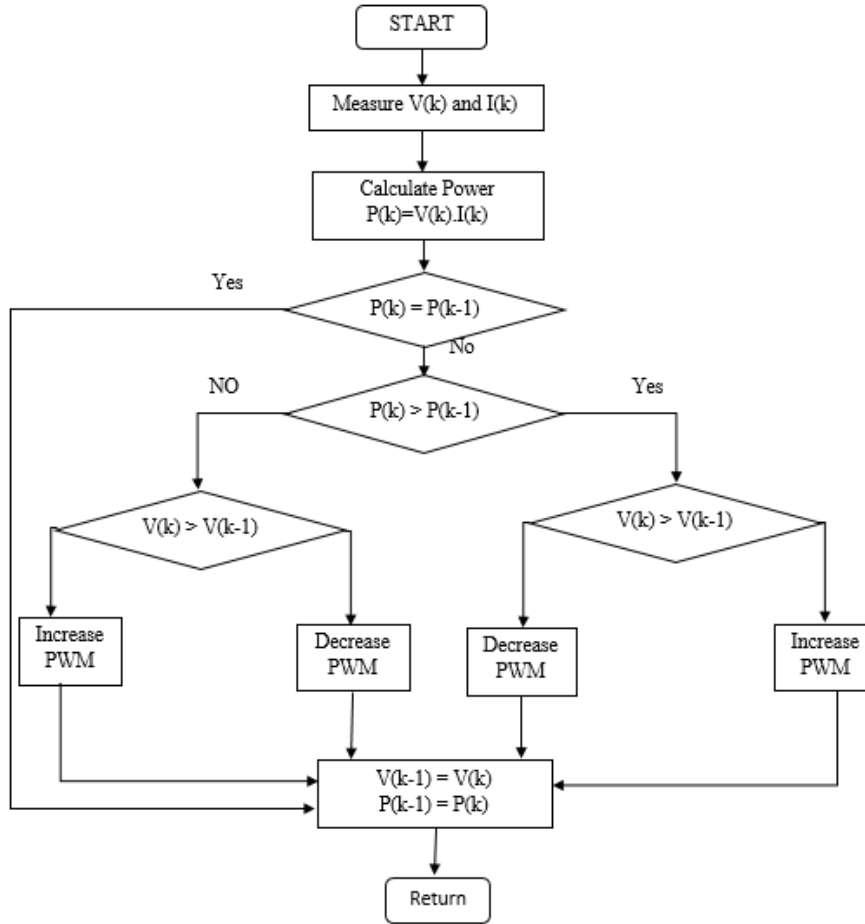 START
Measure V(k) and I(k)
Calculate Power
P(k)=V(k).I(k)
Yes
P(k) = P(k-1)
No
NO
P(k) > P(k-1)
Yes
V(k) > V(k-1)
V(k) > V(k-1)
Increase
PWM
Decrease
PWM
Decrease
PWM
Increase
PWM
V(k-1) = V(k)
P(k-1) = P(k)
Return